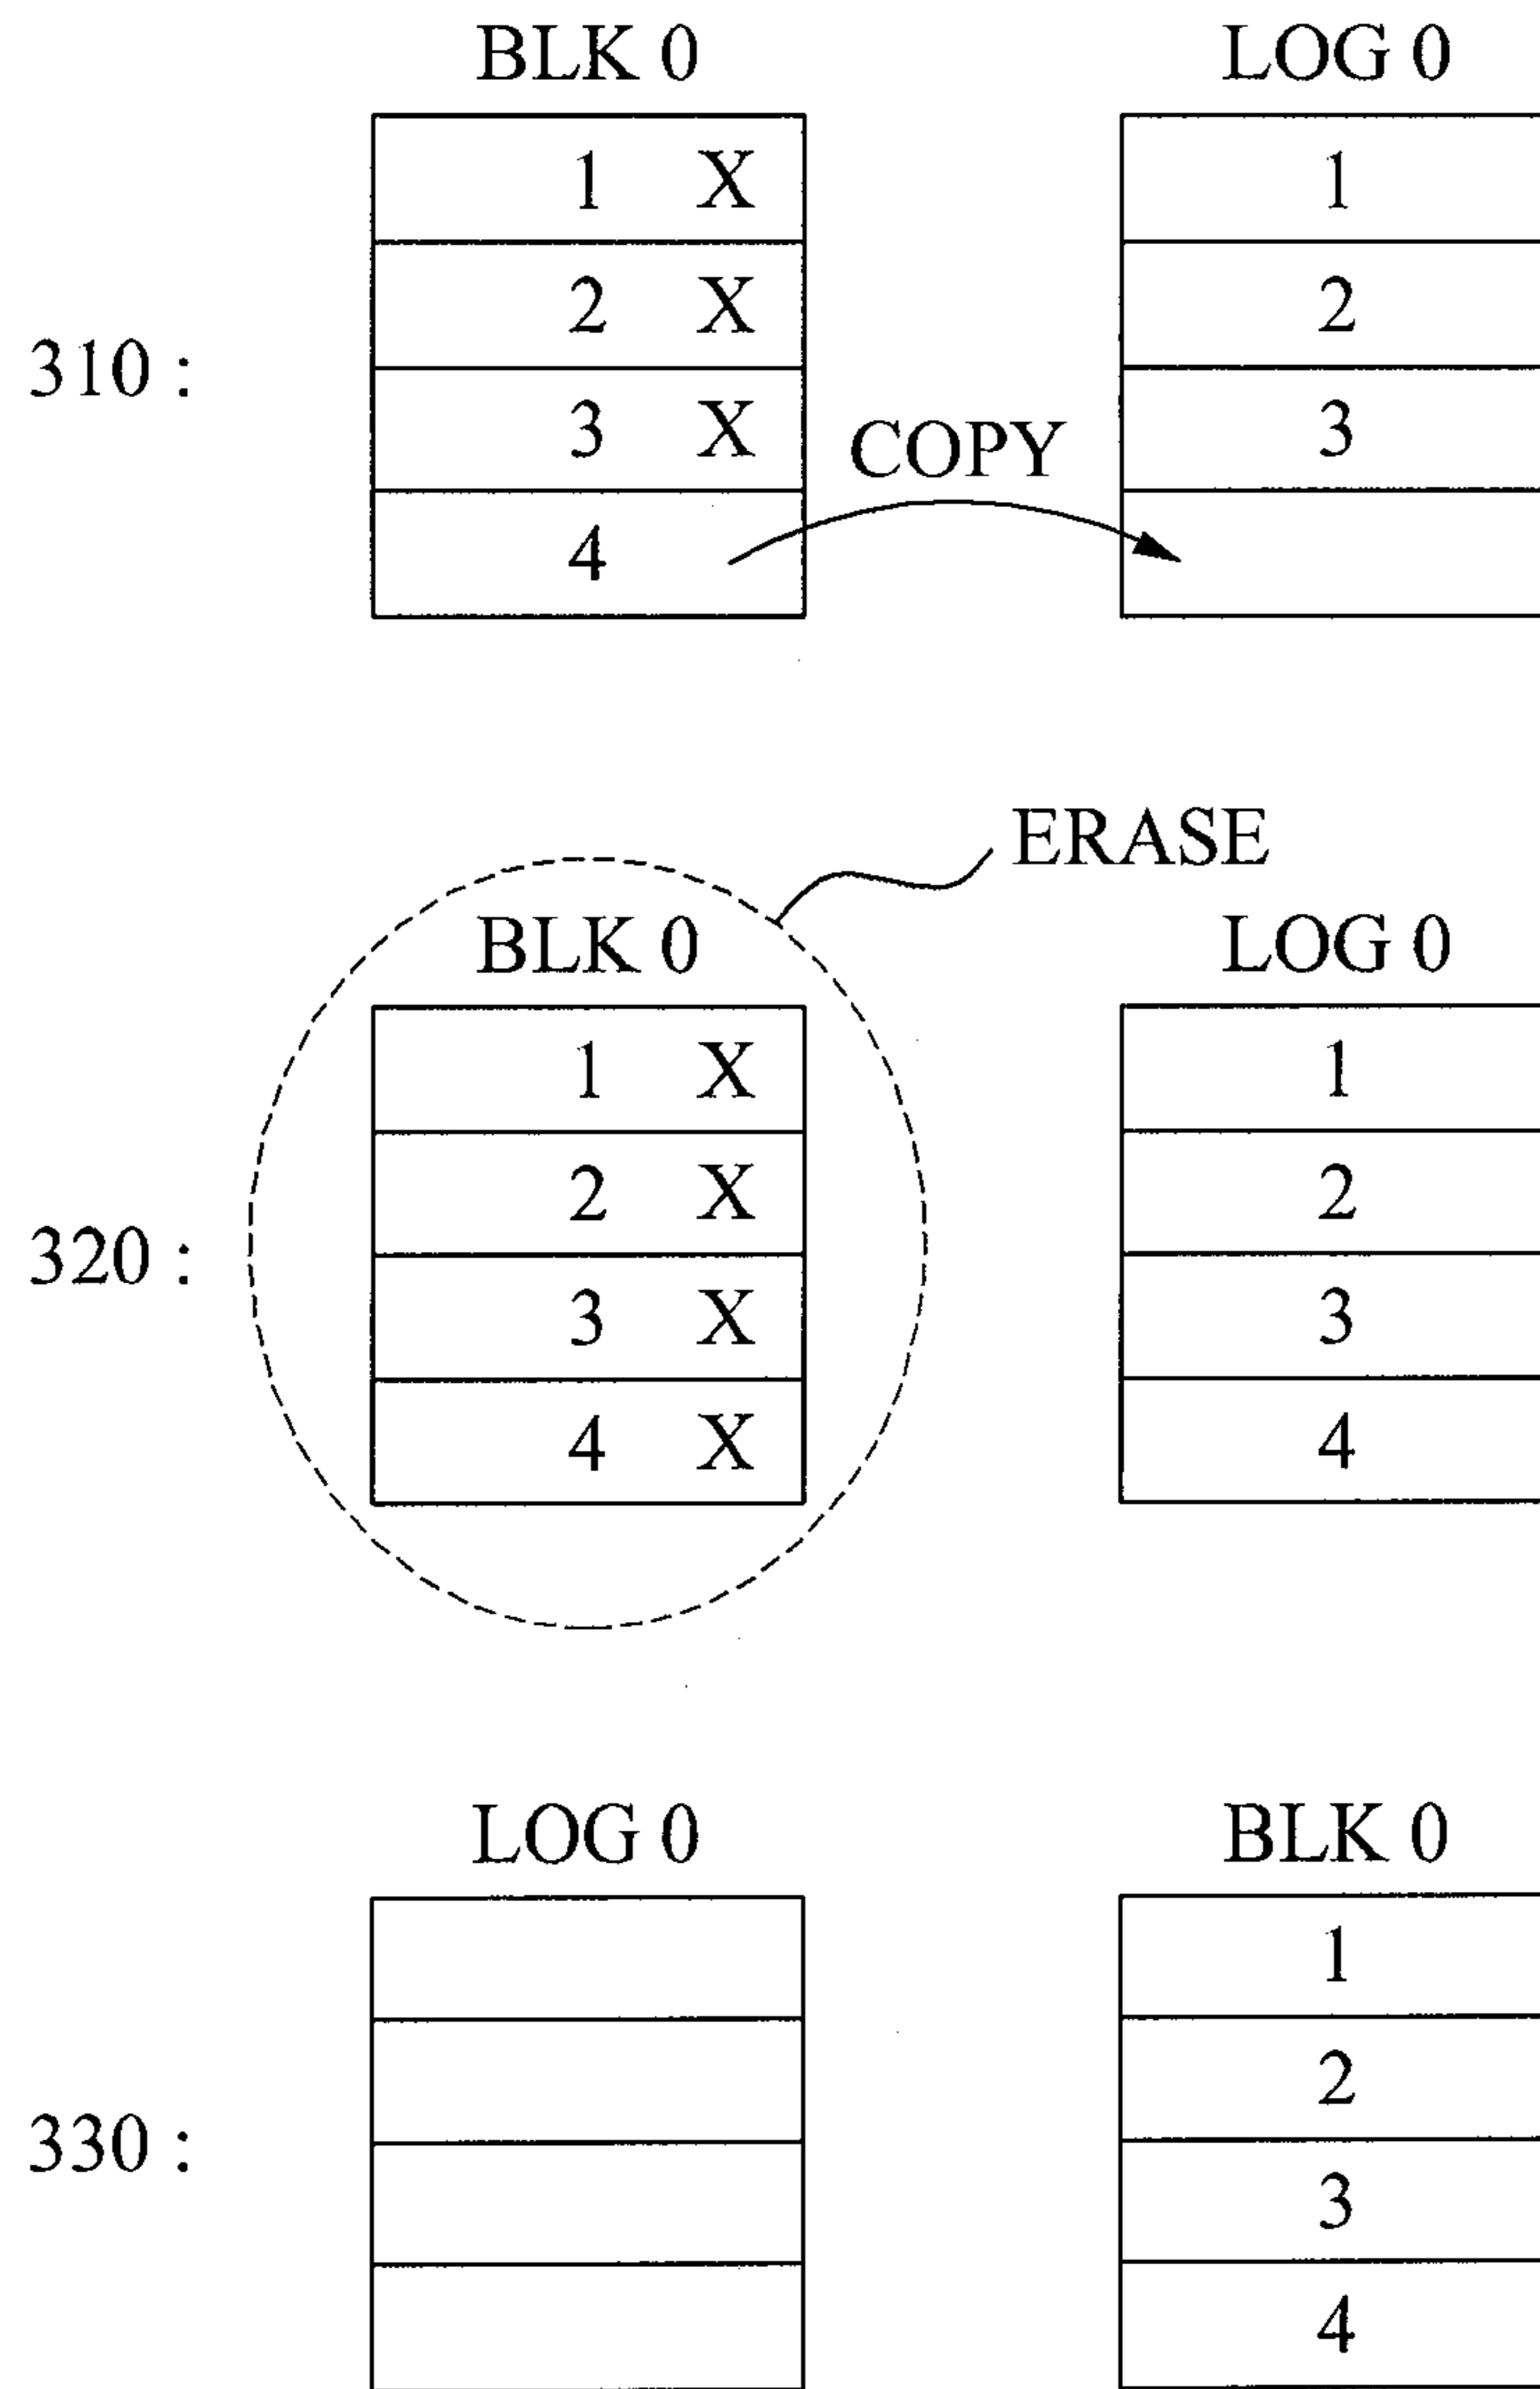 BLK 0 LOG 0
1 X 1
2 X 2
310 :
3 X 3
COPY
4
ERASE
BLK 0 LOG 0
1 X 1
2 X 2
320 :
3 X 3
4 X 4
LOG 0 BLK 0
1
2
330 :
3
4